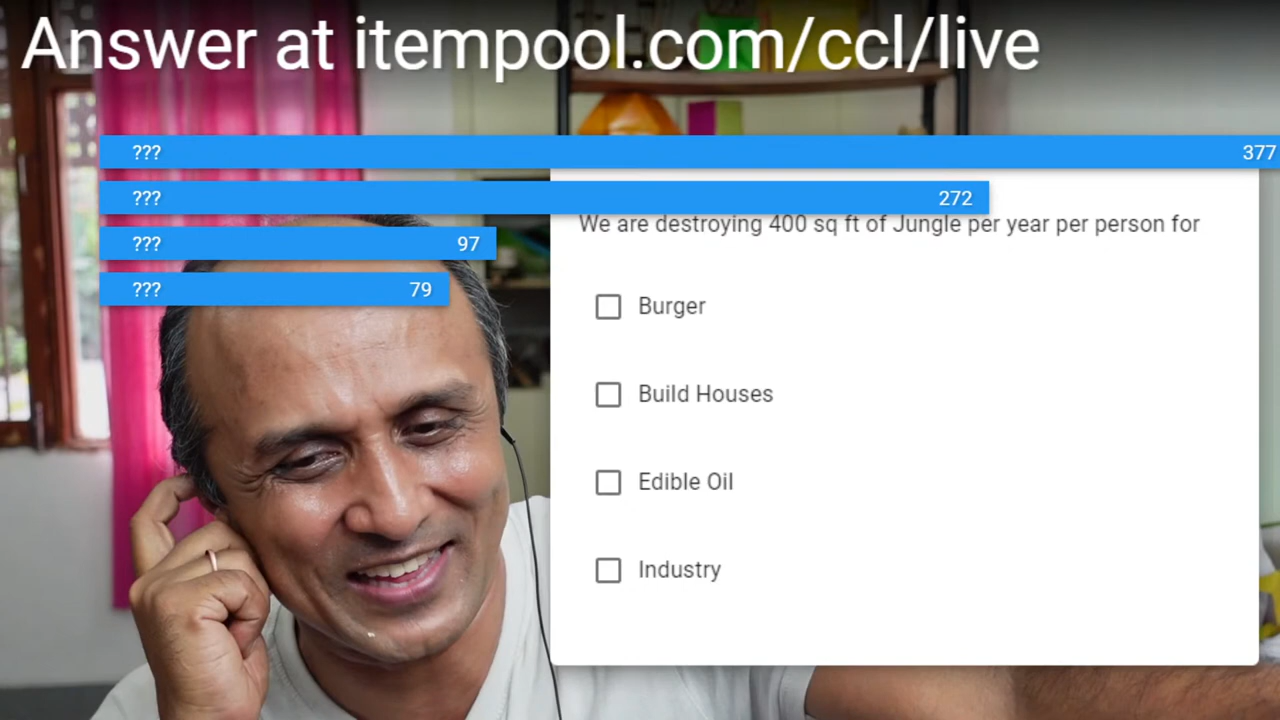 Answer at itempool.com/ccl/live
??? 377
??? 272
??? 97
??? 79
We are destroying 400 sq ft of Jungle per year per person for
Burger
Build Houses
Edible Oil
Industry